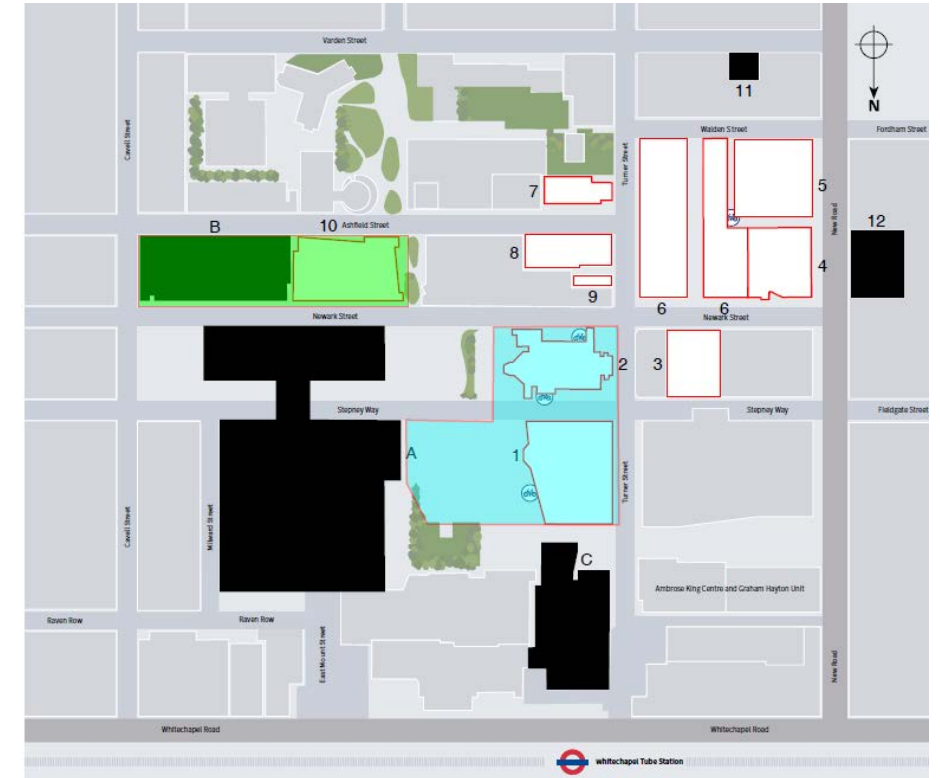 Varden Street
N
11
Cavell Street
Turner Street
Walden Street
Fordham Street
7
5
New Road
B
10
Ashfield Street
12
8
4
9
6
6
Newark Street
Newark Street
2
3
Stepney Way
Stepney Way
Fieldgate Street
A
1
Turner Street
Cavell Street
Milward Street
C
Ambrose King Centre and Graham Hayton Unit
Raven Row
Raven Row
East Mount Street
New Road
Whitechapel Road
Whitechapel Road
whitechapel Tube Station